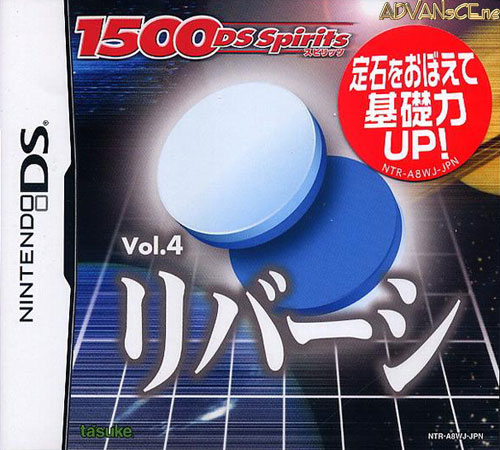 ADVANsCE.ne
1500 DS Spirits
スピリッツ
定石をおぼえて
基礎力
UP!
NTR-A8WJ-JPN
NINTENDO DS®
Vol.4
リバーシ
tasuke
NTR-A8WJ-JPN